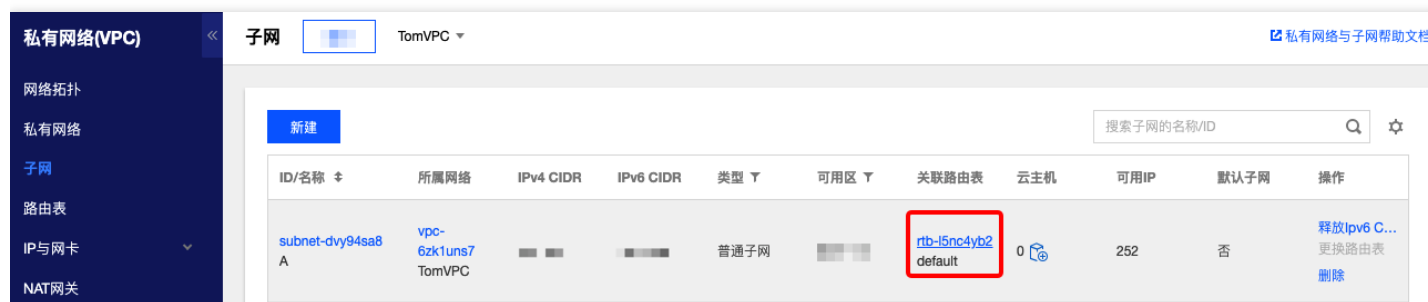 私有网络(VPC)
子网
TomVPC
私有网络与子网帮助文档
网络拓扑
私有网络
子网
路由表
IP与网卡
NAT网关
新建
搜索子网的名称/ID
ID/名称 所属网络 IPv4 CIDR IPv6 CIDR 类型 可用区 关联路由表 云主机 可用IP 默认子网 操作
subnet-dvy94sa8
A
vpc-
6zk1uns7
TomVPC
普通子网
rtb-l5nc4yb2
default
0
252
否
释放Ipv6 C...
更换路由表
删除